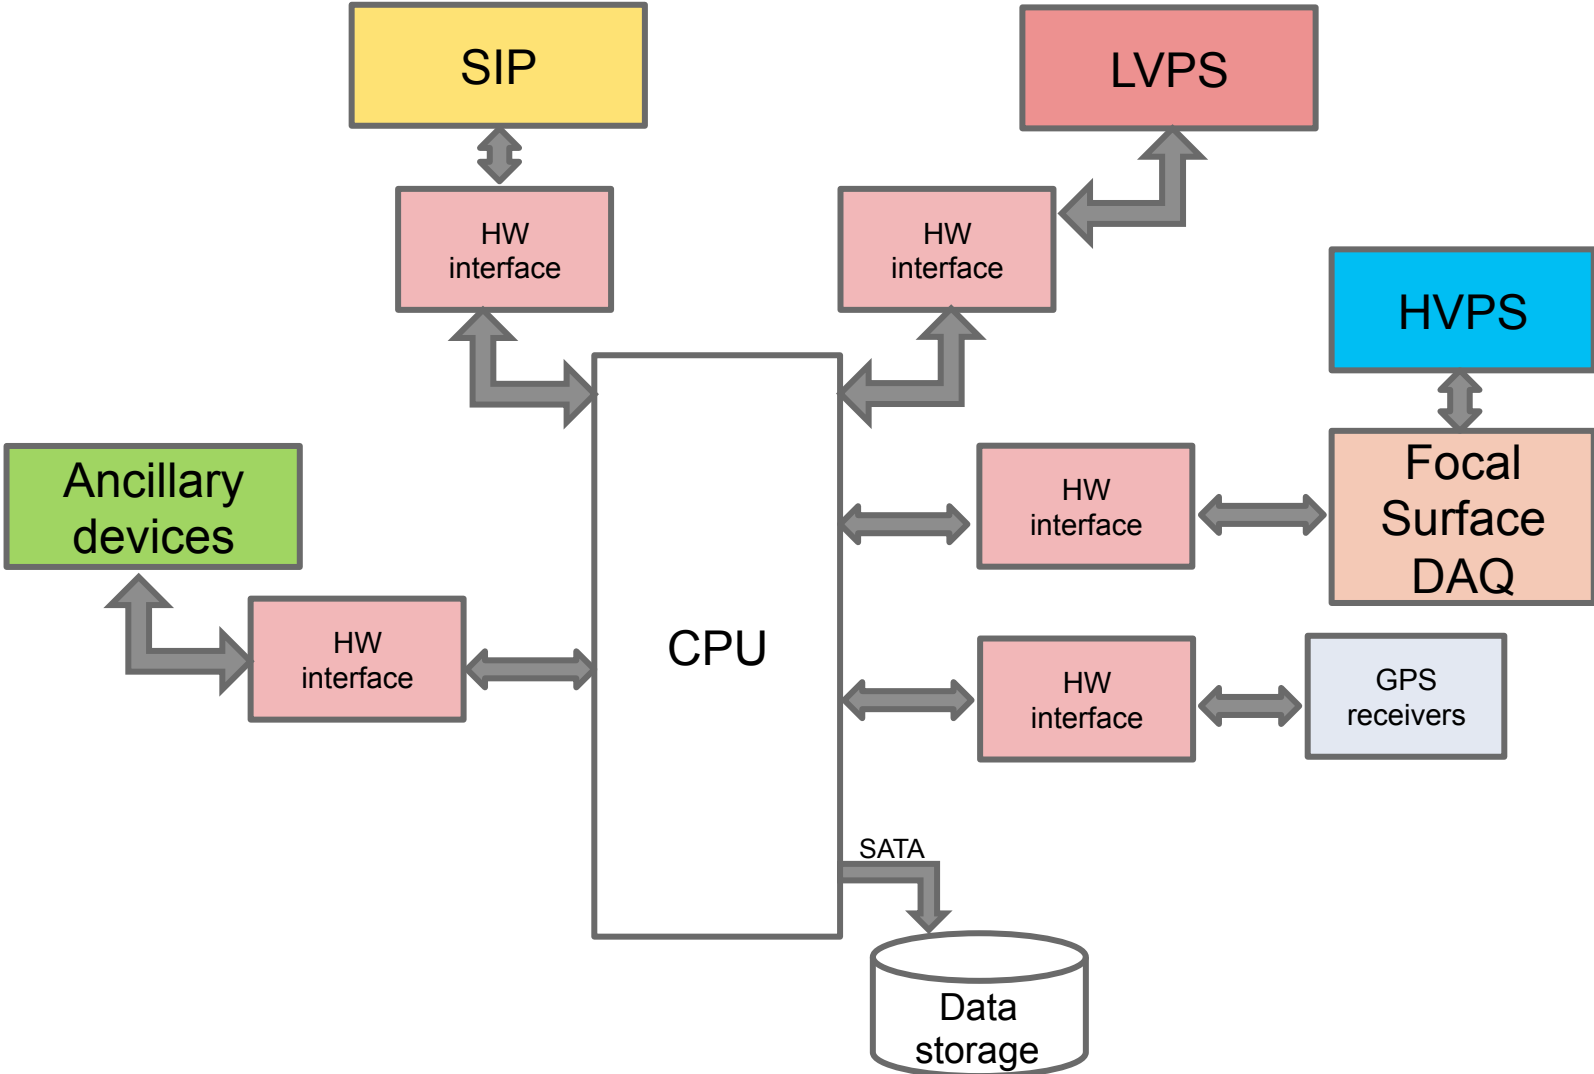 SIP
LVPS
HW
interface
HW
interface
HVPS
Ancillary
devices
HW
interface
Focal
Surface
DAQ
HW
interface
CPU
HW
interface
GPS
receivers
SATA
Data
storage